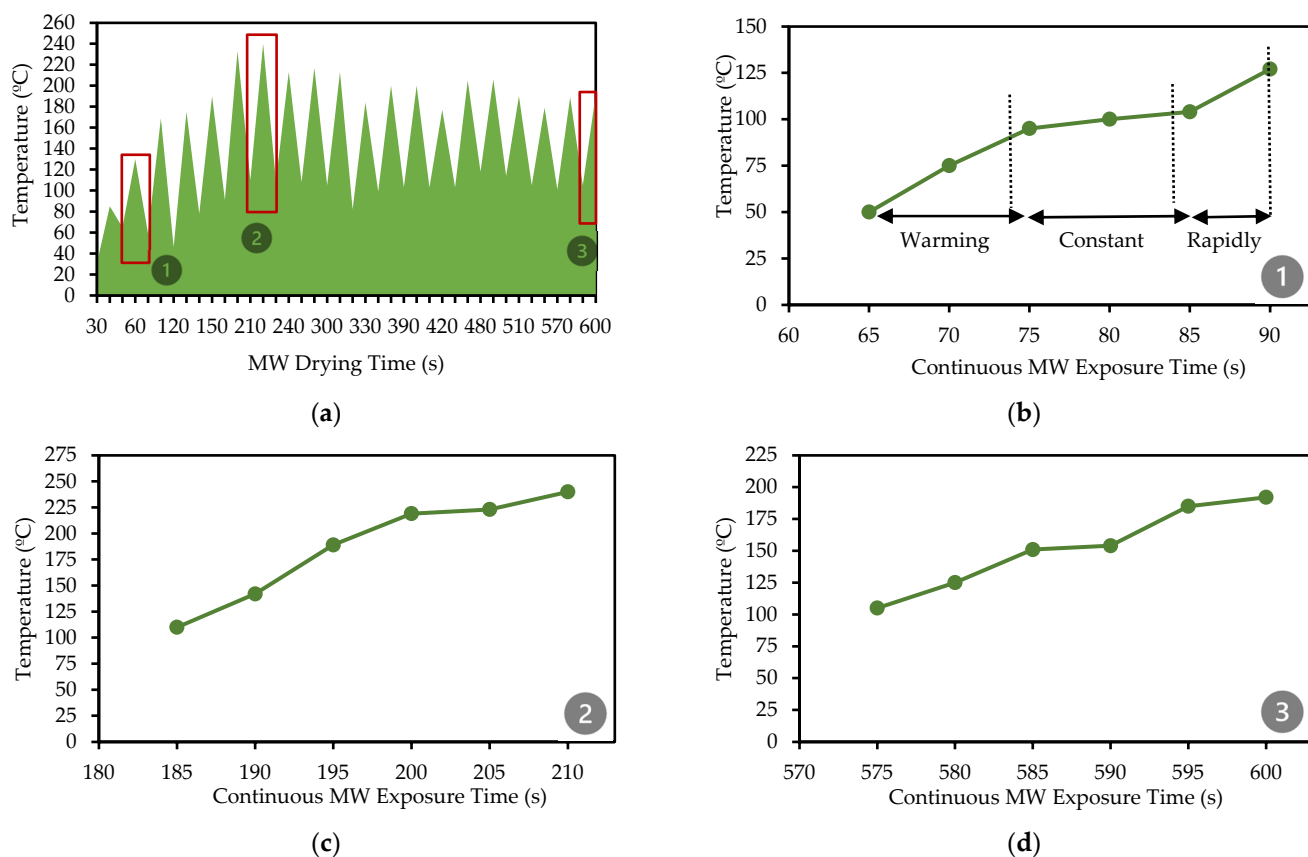 Temperature (ºC)
280
260
240
220
200
180
160
140
120
100
80
60
40
20
0
30 60 120 150 210 240 300 330 390 420 480 510 570 600
1
2
3
MW Drying Time (s)
(a)
Temperature (ºC)
150
125
100
75
50
25
0
Warming Constant Rapidly
1
60 65 70 75 80 85 90
Continuous MW Exposure Time (s)
(b)
Temperature (ºC)
275
250
225
200
175
150
125
100
75
50
25
0
2
180 185 190 195 200 205 210
Continuous MW Exposure Time (s)
(c)
Temperature (ºC)
225
200
175
150
125
100
75
50
25
0
3
570 575 580 585 590 595 600
Continuous MW Exposure Time (s)
(d)